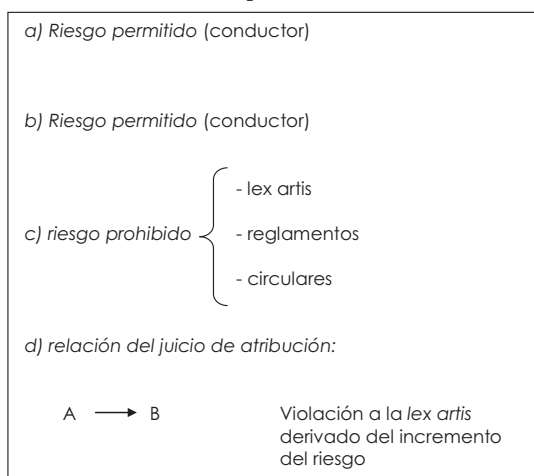 a) Riesgo permitido (conductor)
b) Riesgo permitido (conductor)
c) riesgo prohibido
- lex artis
- reglamentos
- circulares
d) relación del juicio de atribución:
A → B
Violación a la lex artis
derivado del incremento
del riesgo